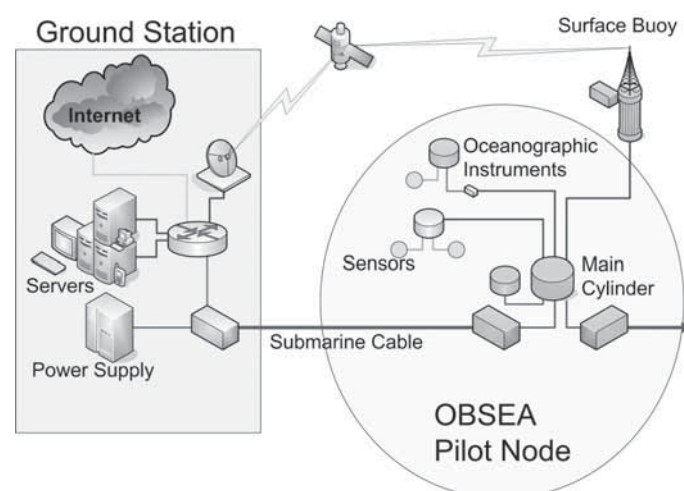 Ground Station
Surface Buoy
Internet
Oceanographic
Instruments
Sensors
Main
Cylinder
Servers
Submarine Cable
Power Supply
OBSEA
Pilot Node